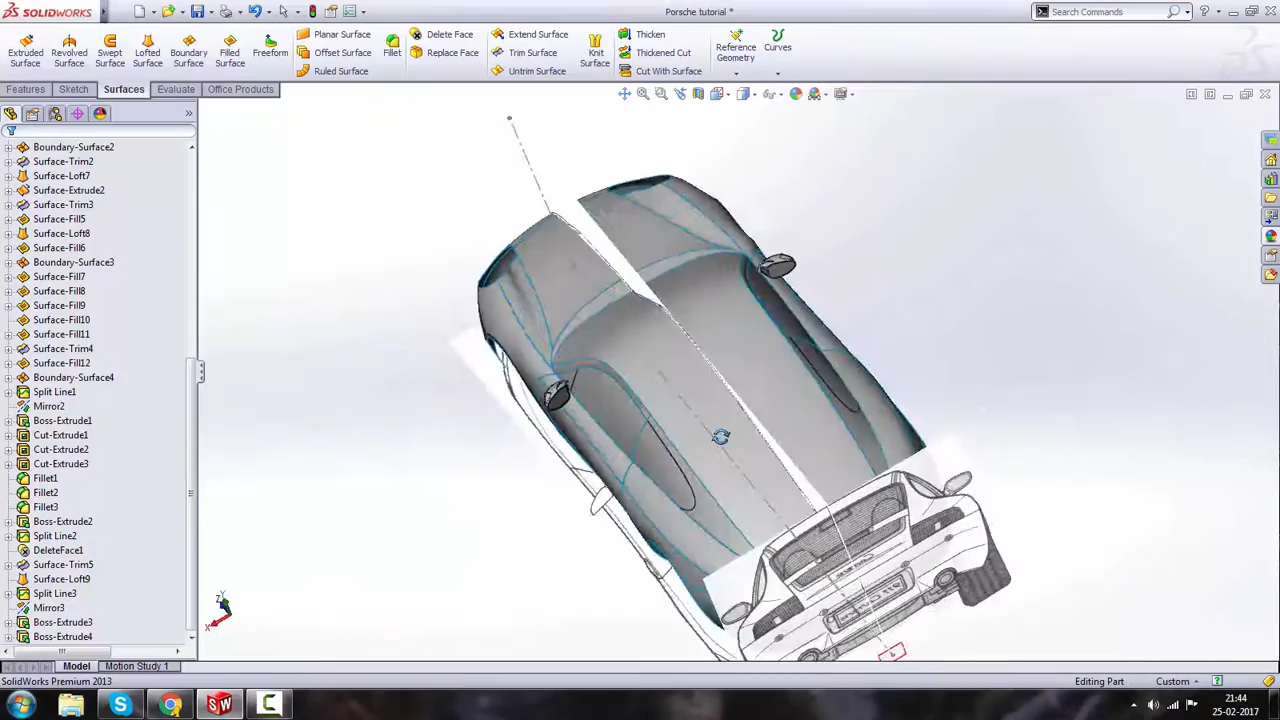 SOLIDWORKS
Porsche tutorial *
Search Commands
Extruded Surface
Revolved Surface
Swept Surface
Lofted Surface
Boundary Surface
Filled Surface
Freeform
Planar Surface
Offset Surface
Ruled Surface
Fillet
Delete Face
Replace Face
Extend Surface
Trim Surface
Untrim Surface
Knit Surface
Thicken
Thickened Cut
Cut With Surface
Reference Geometry
Curves
Features
Sketch
Surfaces
Evaluate
Office Products
Boundary-Surface2
Surface-Trim2
Surface-Loft7
Surface-Extrude2
Surface-Trim3
Surface-Fill5
Surface-Loft8
Surface-Fill6
Boundary-Surface3
Surface-Fill7
Surface-Fill8
Surface-Fill9
Surface-Fill10
Surface-Fill11
Surface-Trim4
Surface-Fill12
Boundary-Surface4
Split Line1
Mirror2
Boss-Extrude1
Cut-Extrude1
Cut-Extrude2
Cut-Extrude3
Fillet1
Fillet2
Fillet3
Boss-Extrude2
Split Line2
DeleteFace1
Surface-Trim5
Surface-Loft9
Split Line3
Mirror3
Boss-Extrude3
Boss-Extrude4
Model
Motion Study 1
SolidWorks Premium 2013
Editing Part
Custom
21:44
25-02-2017